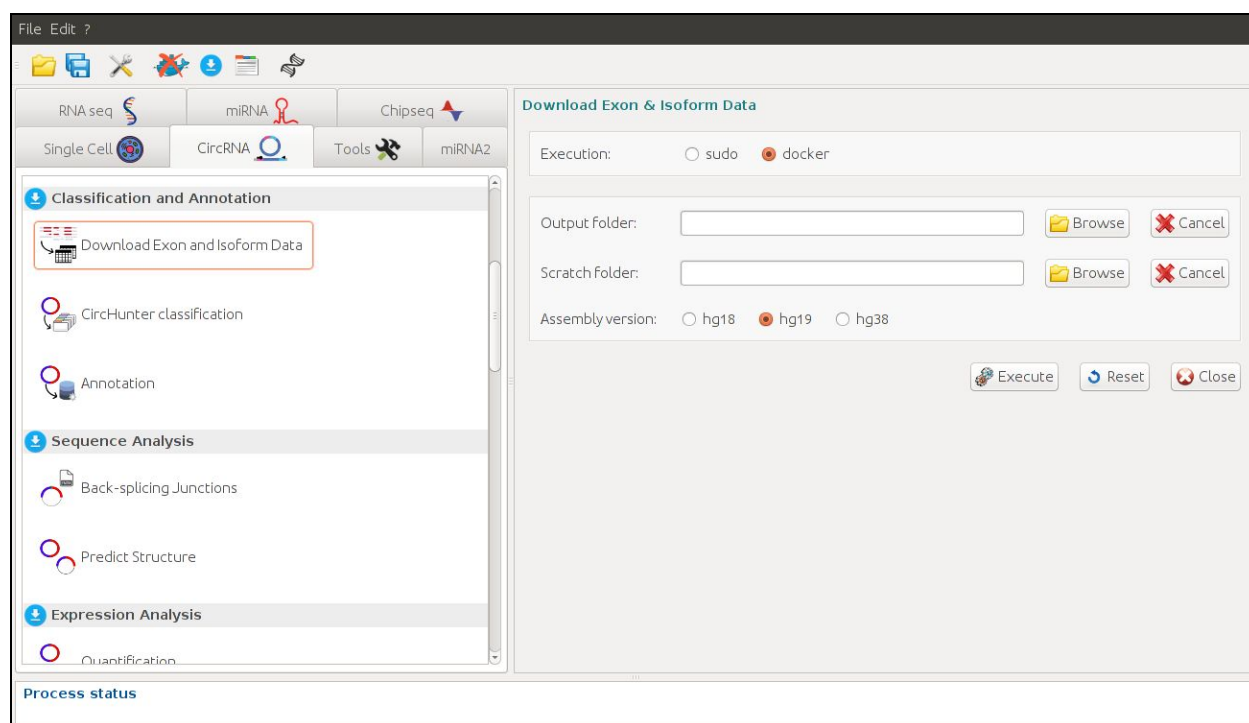 File Edit ?
RNA seq miRNA Chipseq
Single Cell CircRNA Tools miRNA2
Classification and Annotation
Download Exon and Isoform Data
CircHunter classification
Annotation
Sequence Analysis
Back-splicing Junctions
Predict Structure
Expression Analysis
Quantification
Download Exon & Isoform Data
Execution: sudo docker
Output folder: Browse Cancel
Scratch folder: Browse Cancel
Assembly version: hg18 hg19 hg38
Execute Reset Close
Process status